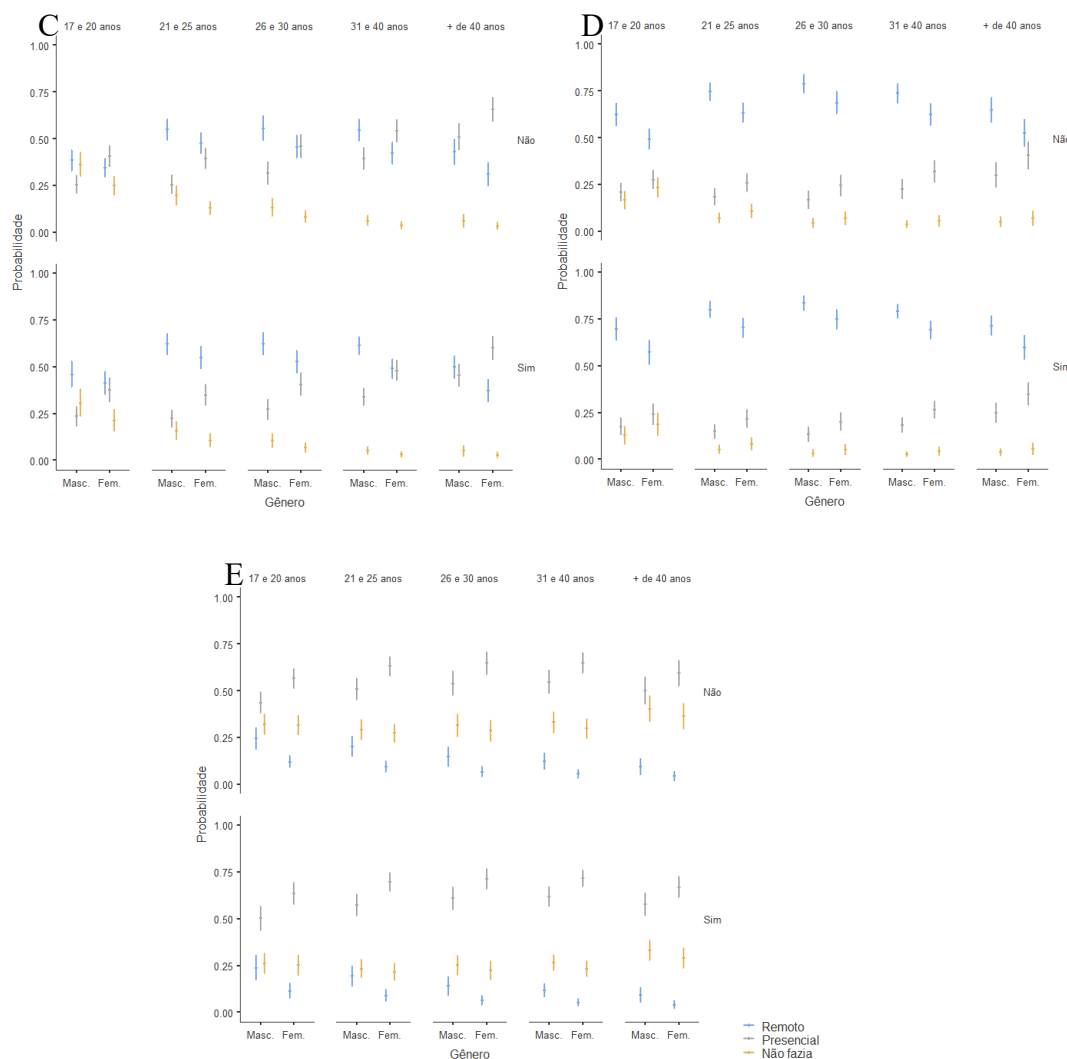 C
17 e 20 anos 21 e 25 anos 26 e 30 anos 31 e 40 anos + de 40 anos
1.00
0.75
0.50
0.25
0.00
Não
1.00
0.75
0.50
0.25
0.00
Sim
Probabilidade
Masc. Fem. Masc. Fem. Masc. Fem. Masc. Fem. Masc. Fem.
Gênero
D
17 e 20 anos 21 e 25 anos 26 e 30 anos 31 e 40 anos + de 40 anos
1.00
0.75
0.50
0.25
0.00
Não
1.00
0.75
0.50
0.25
0.00
Sim
Probabilidade
Masc. Fem. Masc. Fem. Masc. Fem. Masc. Fem. Masc. Fem.
Gênero
E
17 e 20 anos 21 e 25 anos 26 e 30 anos 31 e 40 anos + de 40 anos
1.00
0.75
0.50
0.25
0.00
Não
1.00
0.75
0.50
0.25
0.00
Sim
Probabilidade
Masc. Fem. Masc. Fem. Masc. Fem. Masc. Fem. Masc. Fem.
Gênero
Remoto
Presencial
Não fazia